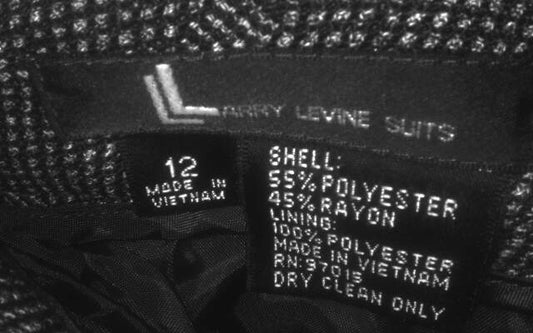 LARRY LEVINE SUITS
12
MADE IN
VIETNAM
SHELL:
55% POLYESTER
45% RAYON
LINING:
100% POLYESTER
MADE IN VIETNAM
RN:97019
DRY CLEAN ONLY